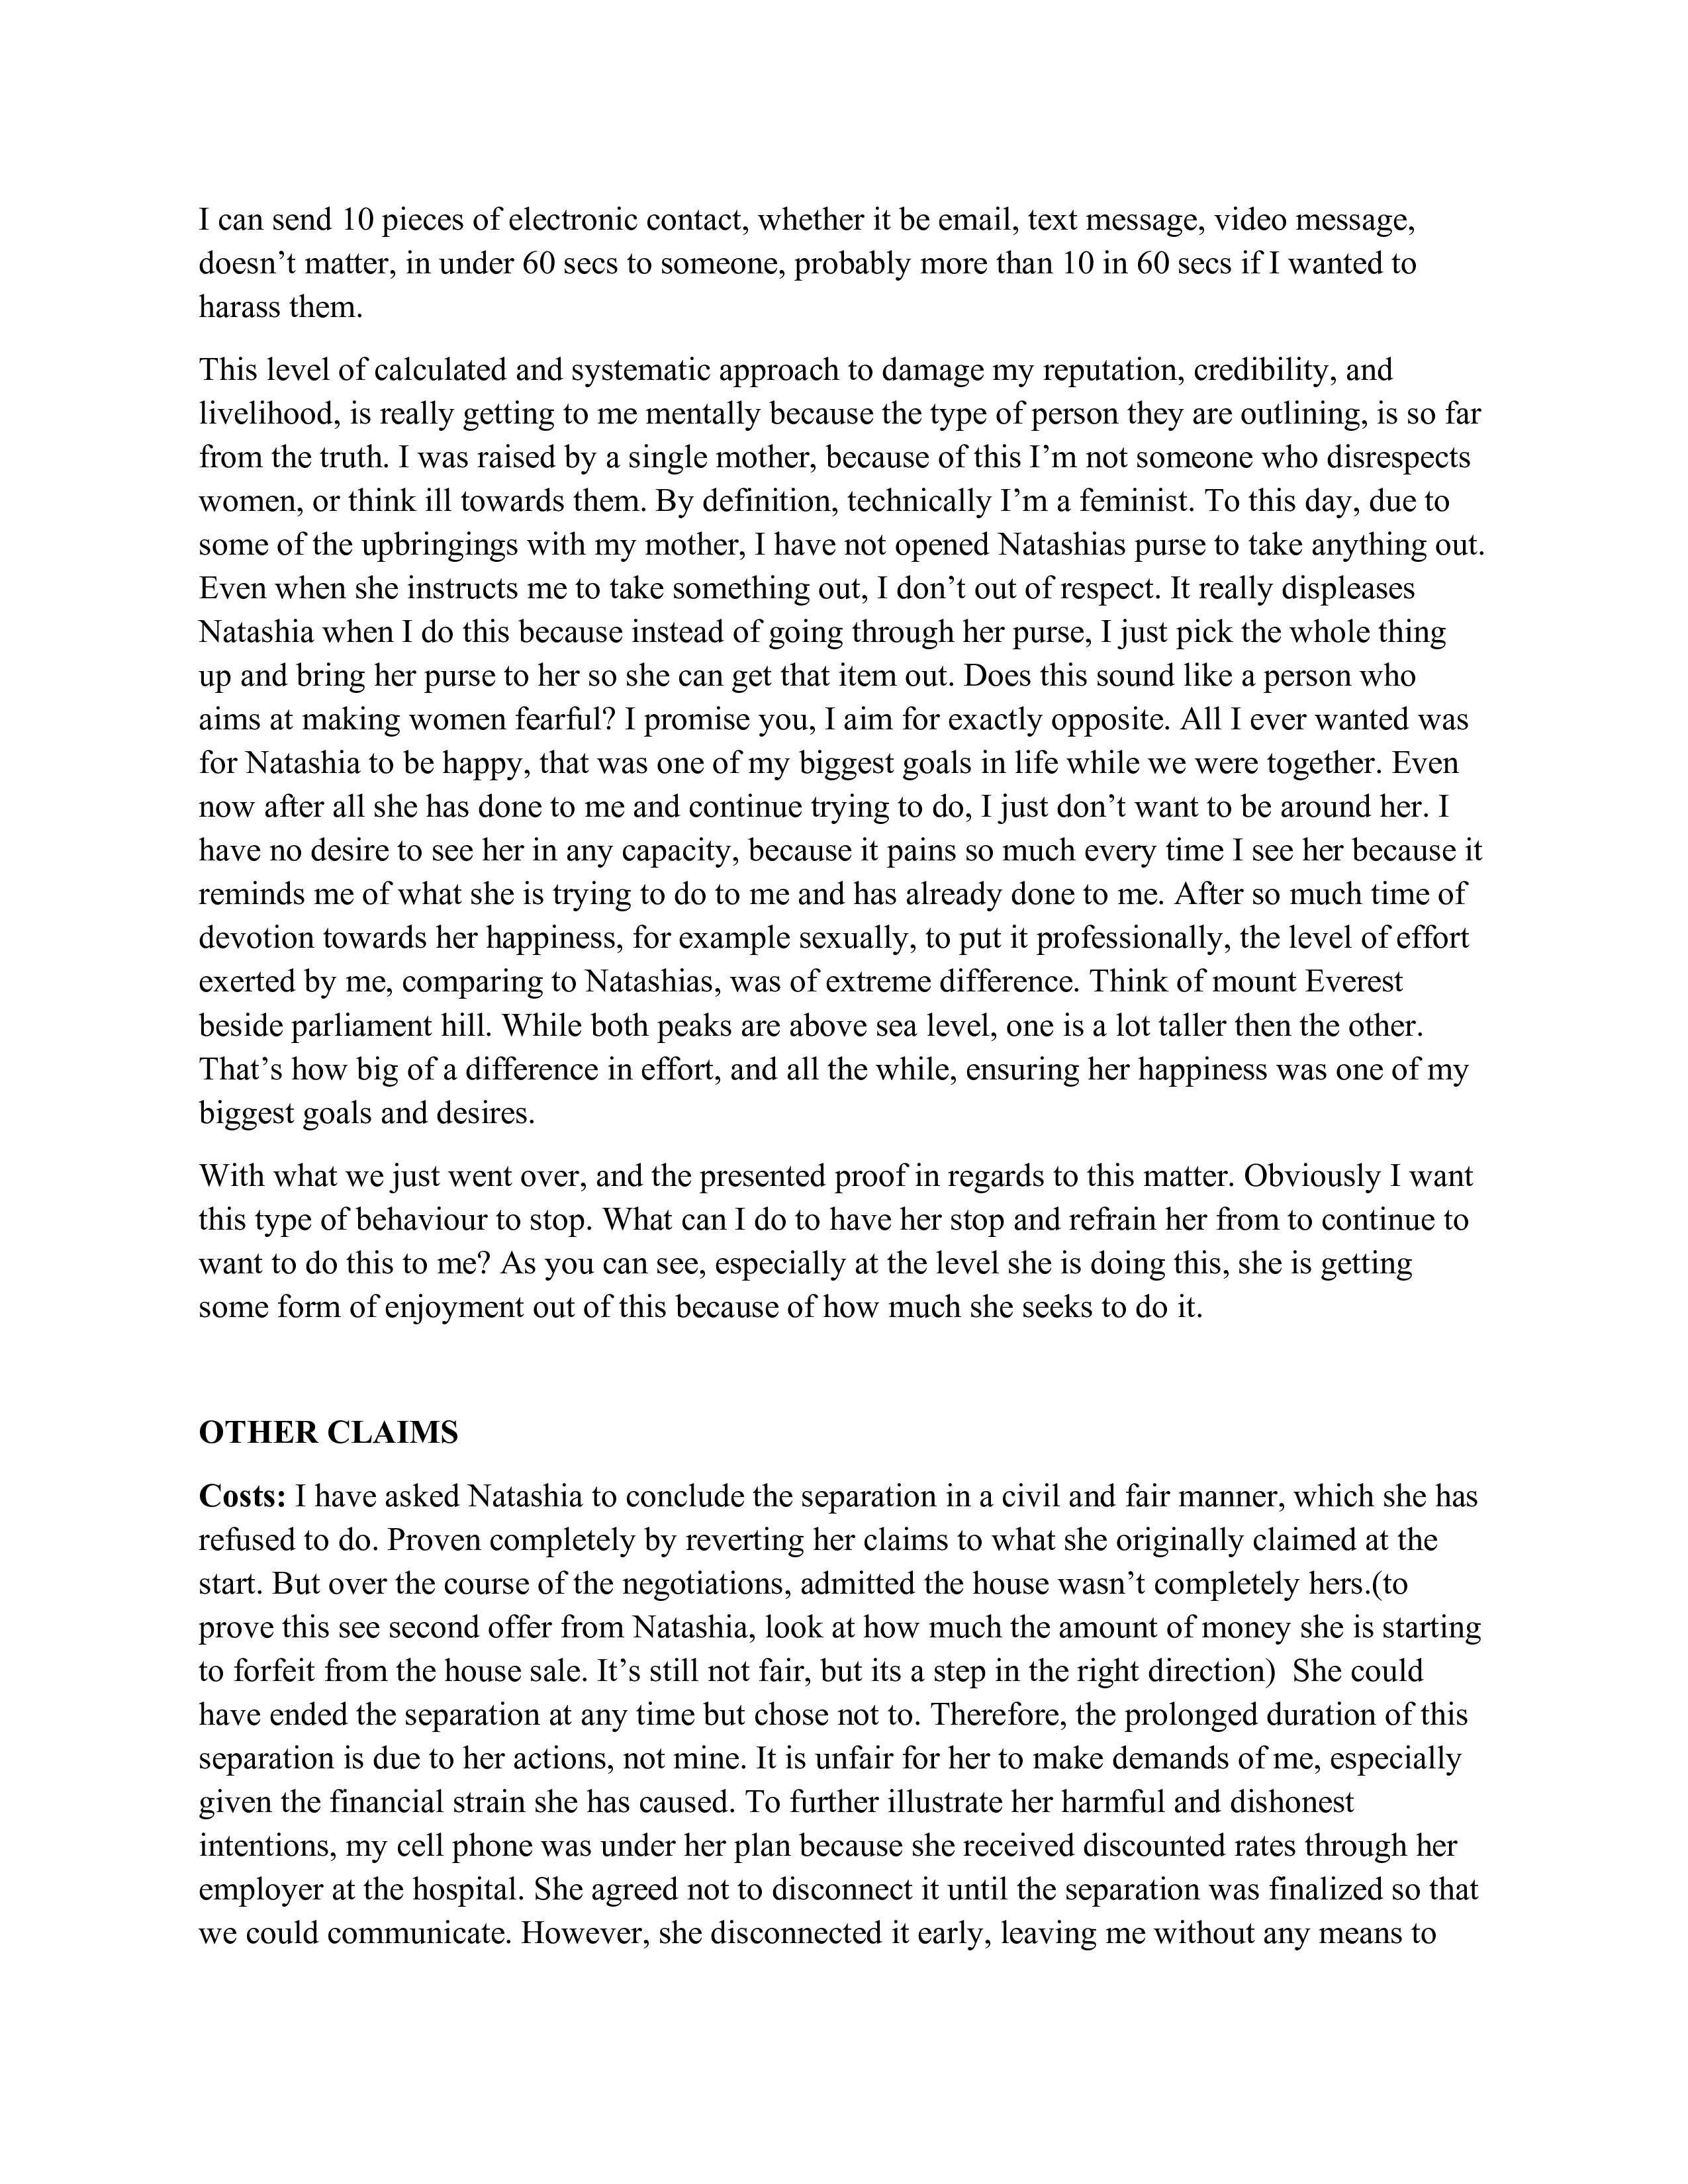 I can send 10 pieces of electronic contact, whether it be email, text message, video message,
doesn’t matter, in under 60 secs to someone, probably more than 10 in 60 secs if I wanted to
harass them.
This level of calculated and systematic approach to damage my reputation, credibility, and
livelihood, is really getting to me mentally because the type of person they are outlining, is so far
from the truth. I was raised by a single mother, because of this I’m not someone who disrespects
women, or think ill towards them. By definition, technically I’m a feminist. To this day, due to
some of the upbringings with my mother, I have not opened Natashias purse to take anything out.
Even when she instructs me to take something out, I don’t out of respect. It really displeases
Natashia when I do this because instead of going through her purse, I just pick the whole thing
up and bring her purse to her so she can get that item out. Does this sound like a person who
aims at making women fearful? I promise you, I aim for exactly opposite. All I ever wanted was
for Natashia to be happy, that was one of my biggest goals in life while we were together. Even
now after all she has done to me and continue trying to do, I just don’t want to be around her. I
have no desire to see her in any capacity, because it pains so much every time I see her because it
reminds me of what she is trying to do to me and has already done to me. After so much time of
devotion towards her happiness, for example sexually, to put it professionally, the level of effort
exerted by me, comparing to Natashias, was of extreme difference. Think of mount Everest
beside parliament hill. While both peaks are above sea level, one is a lot taller then the other.
That’s how big of a difference in effort, and all the while, ensuring her happiness was one of my
biggest goals and desires.
With what we just went over, and the presented proof in regards to this matter. Obviously I want
this type of behaviour to stop. What can I do to have her stop and refrain her from to continue to
want to do this to me? As you can see, especially at the level she is doing this, she is getting
some form of enjoyment out of this because of how much she seeks to do it.
OTHER CLAIMS
Costs: I have asked Natashia to conclude the separation in a civil and fair manner, which she has
refused to do. Proven completely by reverting her claims to what she originally claimed at the
start. But over the course of the negotiations, admitted the house wasn’t completely hers.(to
prove this see second offer from Natashia, look at how much the amount of money she is starting
to forfeit from the house sale. It’s still not fair, but its a step in the right direction)  She could
have ended the separation at any time but chose not to. Therefore, the prolonged duration of this
separation is due to her actions, not mine. It is unfair for her to make demands of me, especially
given the financial strain she has caused. To further illustrate her harmful and dishonest
intentions, my cell phone was under her plan because she received discounted rates through her
employer at the hospital. She agreed not to disconnect it until the separation was finalized so that
we could communicate. However, she disconnected it early, leaving me without any means to